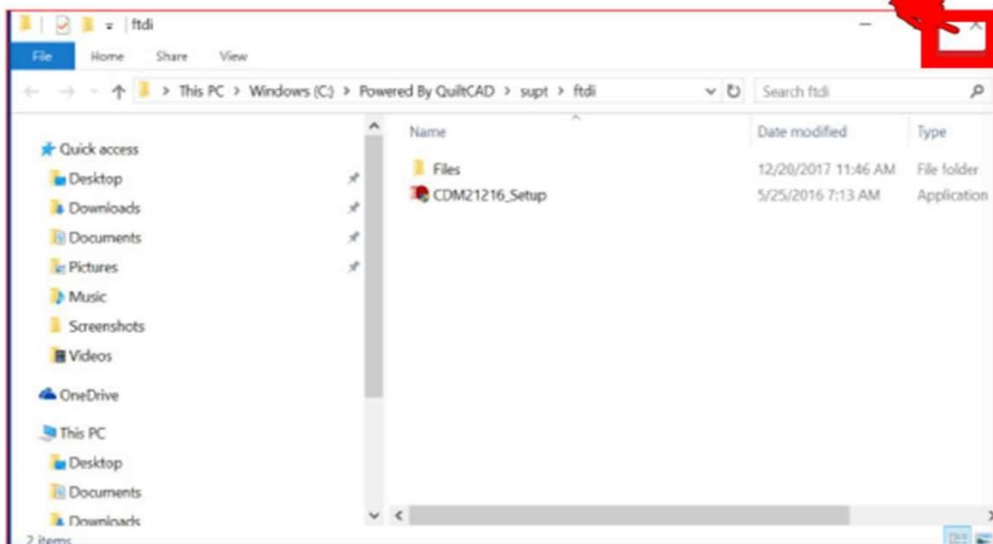 ftdi
File Home Share View
This PC > Windows (C:) > Powered By QuiltCAD > supt > ftdi
Search ftdi
Name Date modified Type
Quick access
Desktop
Downloads
Documents
Pictures
Music
Screenshots
Videos
OneDrive
This PC
Desktop
Documents
Downloads
Files 12/20/2017 11:46 AM File folder
CDM21216_Setup 5/25/2016 7:13 AM Application
2 items